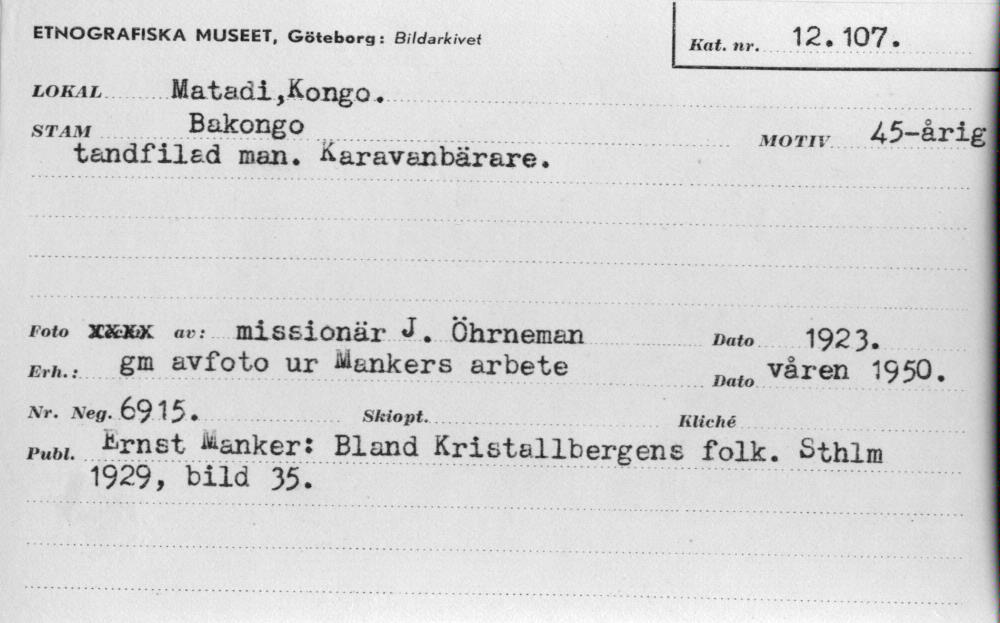 ETNOGRAFISKA MUSEET, Göteborg: Bildarkivet
Kat. nr. 12.107.
LOKAL Matadi,Kongo.
STAM Bakongo MOTIV 45-årig
tandfilad man. Karavanbärare.
Foto av: missionär J. Öhrneman Dato 1923.
Erh.: gm avfoto ur Mankers arbete Dato våren 1950.
Nr. Neg. 6915. Skiopt. Kliché
Publ. Ernst Manker: Bland Kristallbergens folk. Sthlm
1929, bild 35.